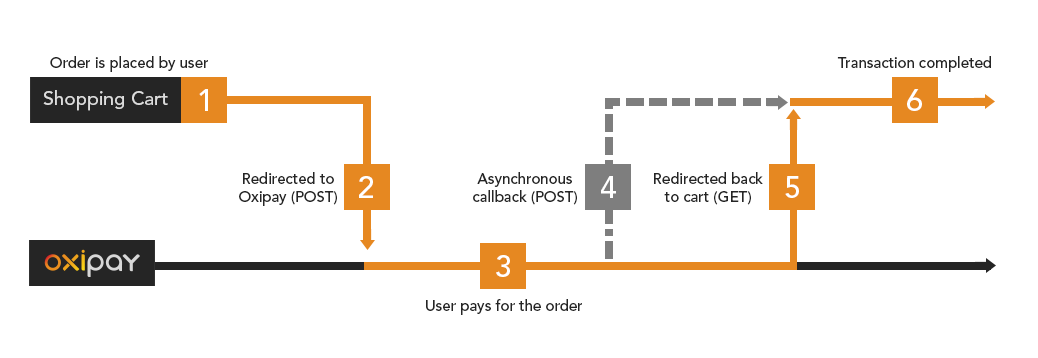 Order is placed by user
Shopping Cart
1
Transaction completed
6
Redirected to
Oxipay (POST)
2
Asynchronous
callback (POST)
4
Redirected back
to cart (GET)
5
oxipay
3
User pays for the order